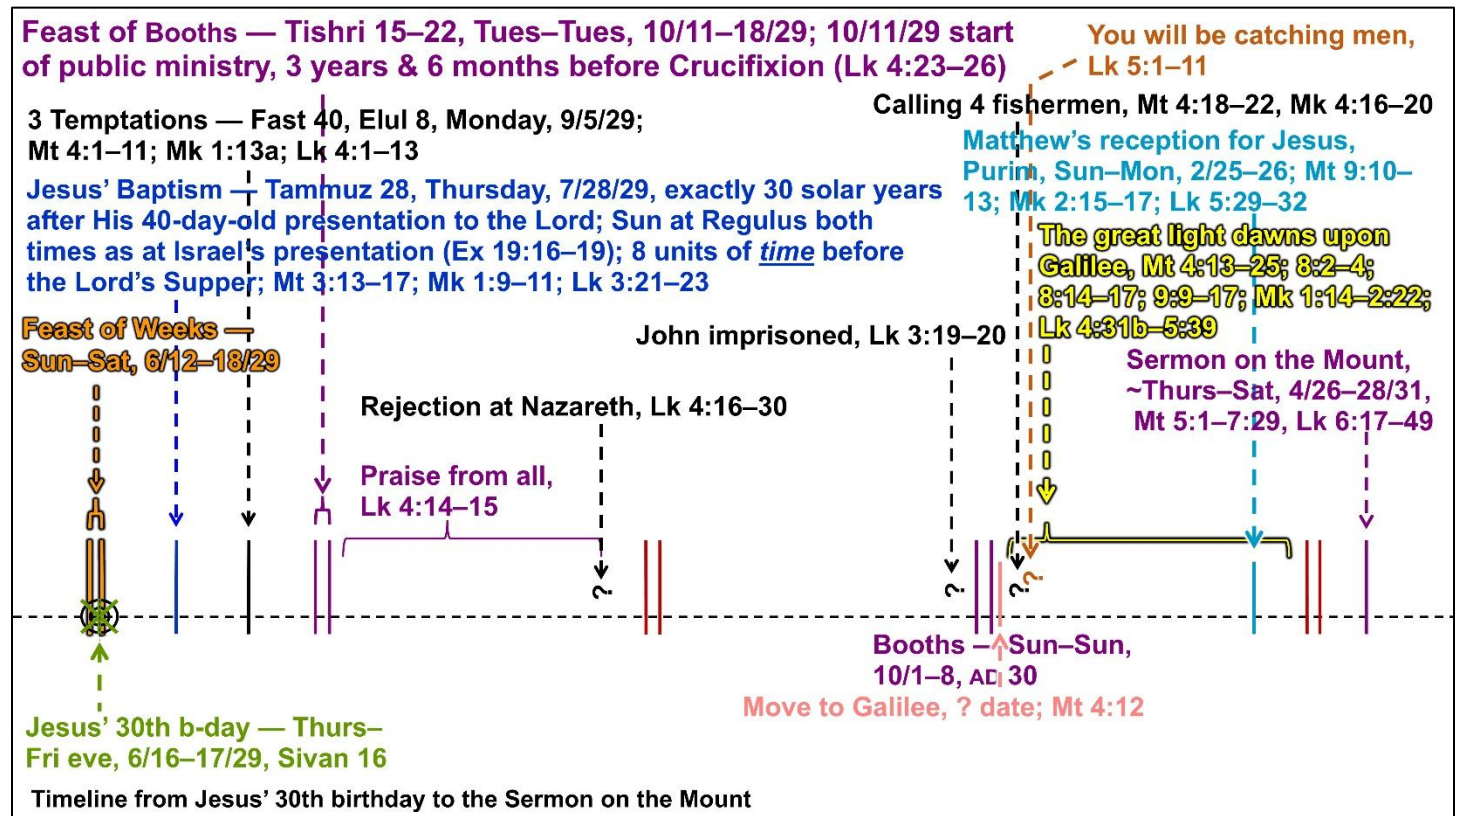 Feast of Booths — Tishri 15–22, Tues–Tues, 10/11–18/29; 10/11/29 start
of public ministry, 3 years & 6 months before Crucifixion (Lk 4:23–26)
You will be catching men,
Lk 5:1–11
3 Temptations — Fast 40, Elul 8, Monday, 9/5/29;
Mt 4:1–11; Mk 1:13a; Lk 4:1–13
Calling 4 fishermen, Mt 4:18–22, Mk 4:16–20
Matthew’s reception for Jesus,
Purim, Sun–Mon, 2/25–26; Mt 9:10–
13; Mk 2:15–17; Lk 5:29–32
Jesus’ Baptism — Tammuz 28, Thursday, 7/28/29, exactly 30 solar years
after His 40-day-old presentation to the Lord; Sun at Regulus both
times as at Israel’s presentation (Ex 19:16–19); 8 units of time before
the Lord’s Supper; Mt 3:13–17; Mk 1:9–11; Lk 3:21–23
The great light dawns upon
Galilee, Mt 4:13–25; 8:2–4;
8:14–17; 9:9–17; Mk 1:14–2:22;
Lk 4:31b–5:39
Feast of Weeks —
Sun–Sat, 6/12–18/29
John imprisoned, Lk 3:19–20
Sermon on the Mount,
~Thurs–Sat, 4/26–28/31,
Mt 5:1–7:29, Lk 6:17–49
Rejection at Nazareth, Lk 4:16–30
Praise from all,
Lk 4:14–15
?
?
?
?
Booths — Sun–Sun,
10/1–8, AD 30
Move to Galilee, ? date; Mt 4:12
Jesus’ 30th b-day — Thurs–
Fri eve, 6/16–17/29, Sivan 16
Timeline from Jesus’ 30th birthday to the Sermon on the Mount